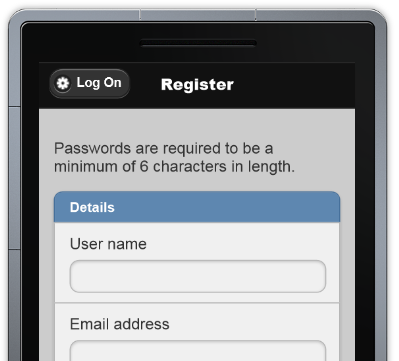 Log On
Register
Passwords are required to be a
minimum of 6 characters in length.
Details
User name
Email address